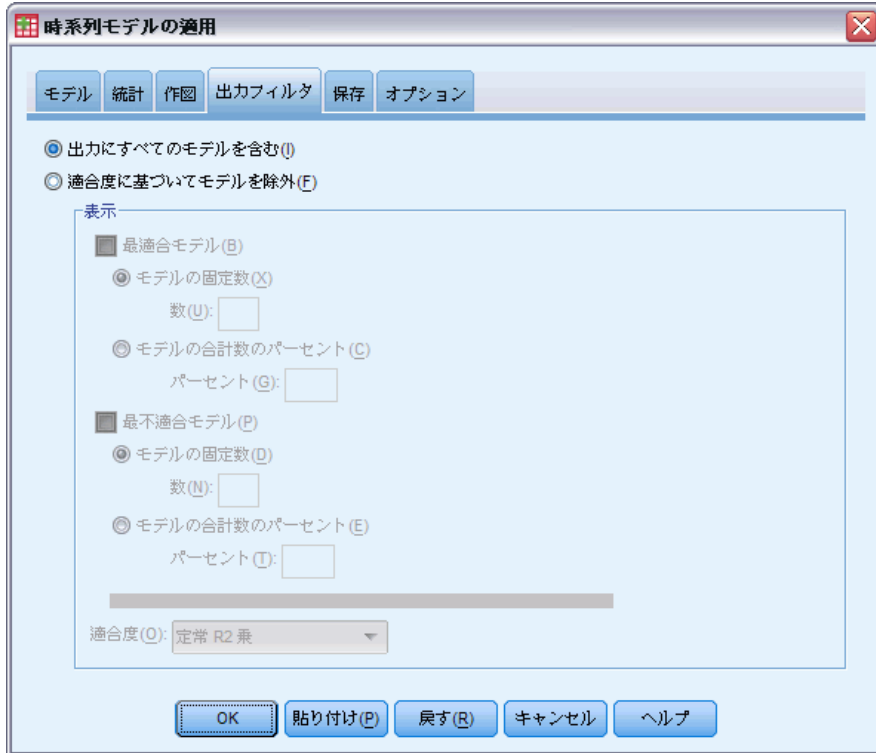 時系列モデルの適用
モデル 統計 作図 出力フィルタ 保存 オプション
出力にすべてのモデルを含む(I)
適合度に基づいてモデルを除外(F)
表示
最適合モデル(B)
モデルの固定数(X)
数(U):
モデルの合計数のパーセント(C)
パーセント(G):
最不適合モデル(P)
モデルの固定数(D)
数(N):
モデルの合計数のパーセント(E)
パーセント(T):
適合度(O): 定常 R2 乗
OK 貼り付け(P) 戻す(R) キャンセル ヘルプ